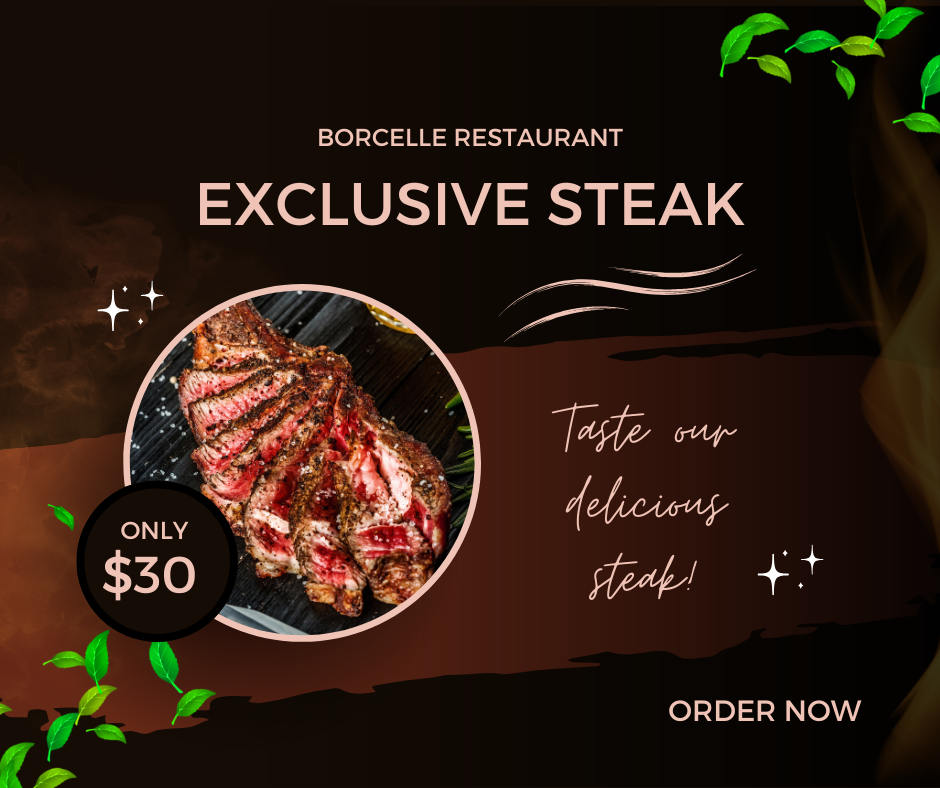 BORCELLE RESTAURANT
EXCLUSIVE STEAK
Taste our
delicious
steak!
ONLY
$30
ORDER NOW